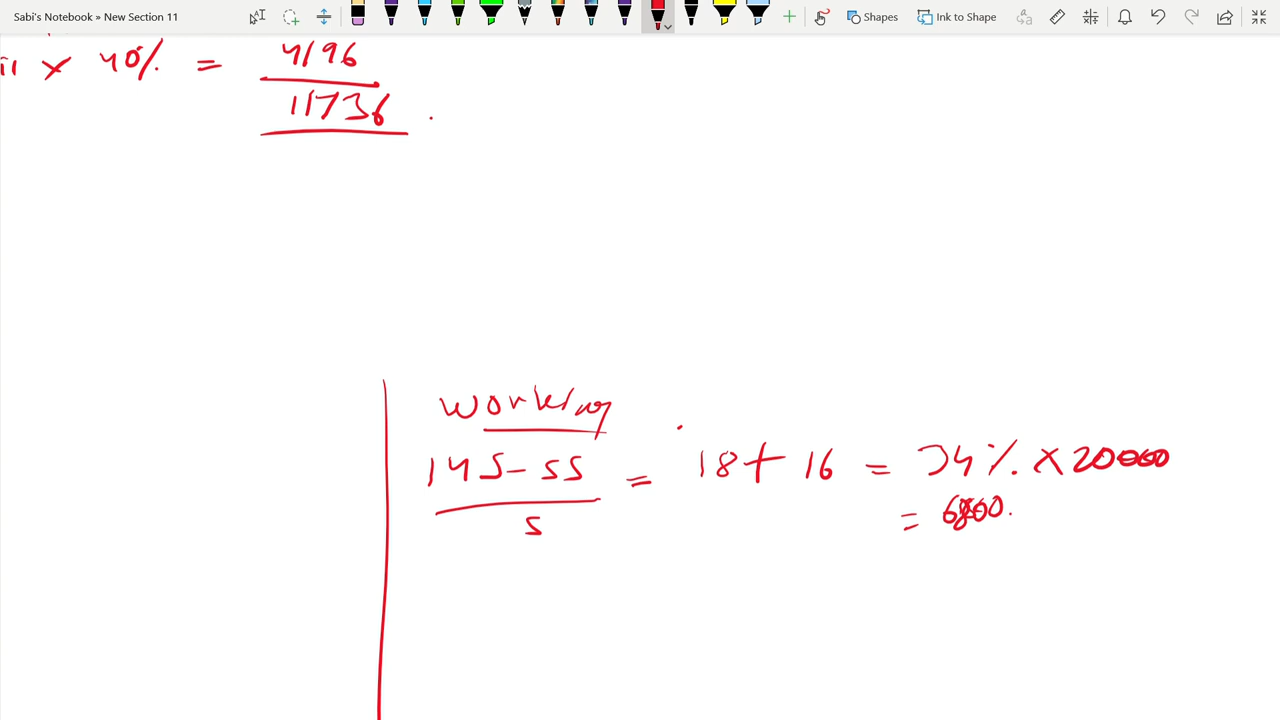 Sabi's Notebook » New Section 11
Shapes
Ink to Shape
x 40% = 4196
11736
working
145-55 = 18 + 16 = 34% x 20000
5
= 6800.